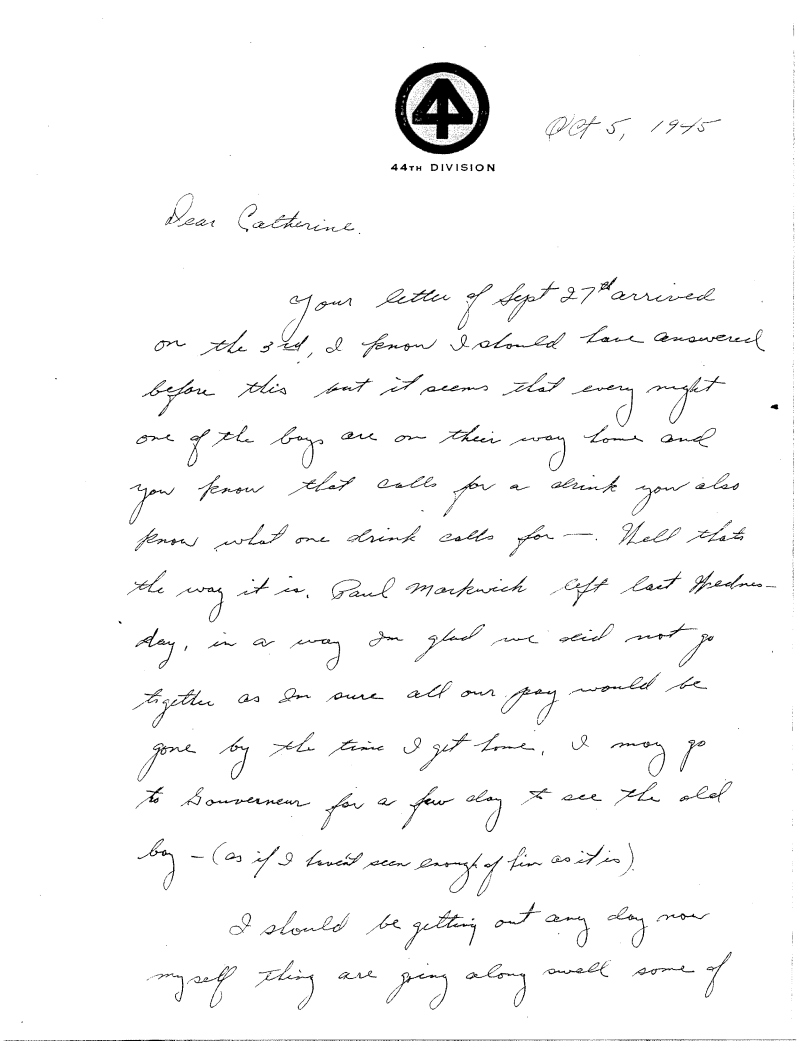 44TH DIVISION
Oct 5, 1945
Dear Catherine.
Your letter of Sept 27th arrived
on the 3rd, I know I should have answered
before this but it seems that every night
one of the boys are on their way home and
you know that calls for a drink you also
know what one drink calls for —. Well thats
the way it is. Paul Markwick left last Wednes-
day, in a way Im glad we did not go
together as Im sure all our pay would be
gone by the time I get home, I may go
to Gouverneur for a few day to see the old
boy - (as if I haven't seen enough of him as it is).
I should be getting out any day now
myself thing are going along swell some of